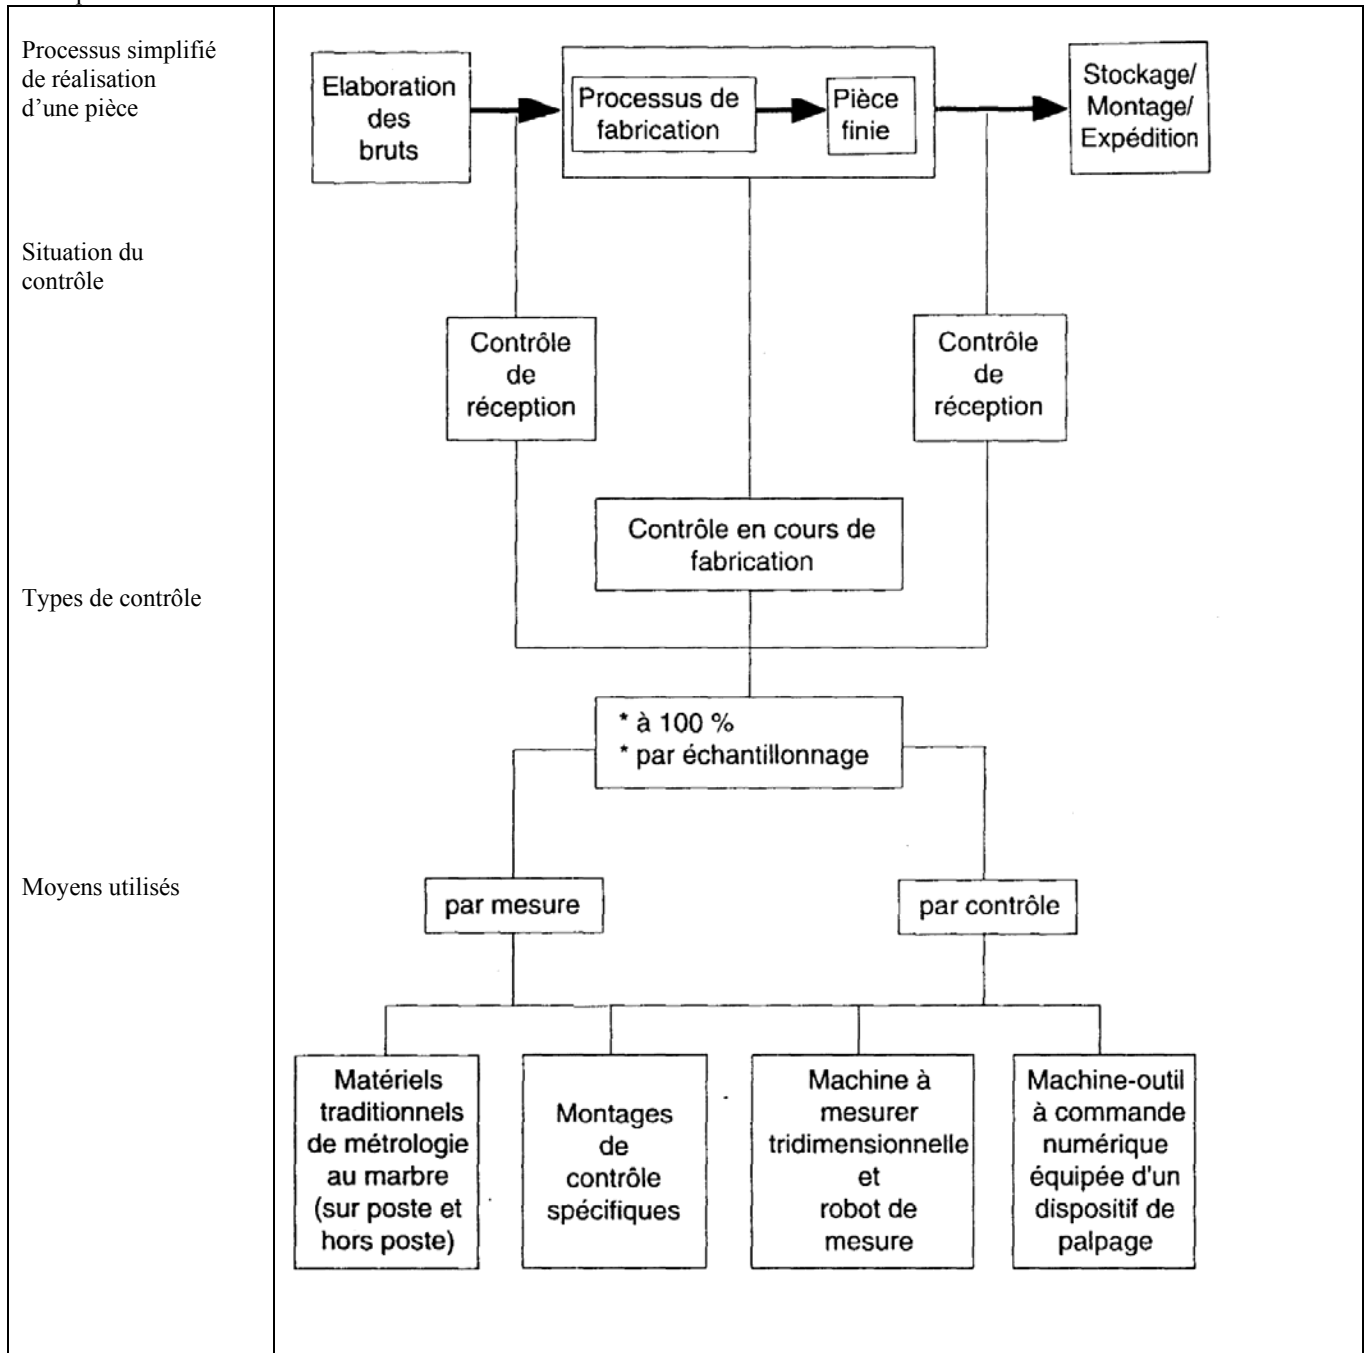 Processus simplifié
de réalisation
d'une pièce
Elaboration
des
bruts
Processus de
fabrication
Pièce
finie
Stockage/
Montage/
Expédition
Situation du
contrôle
Contrôle
de
réception
Contrôle
de
réception
Contrôle en cours de
fabrication
Types de contrôle
* à 100 %
* par échantillonnage
Moyens utilisés
par mesure
par contrôle
Matériels
traditionnels
de métrologie
au marbre
(sur poste et
hors poste)
Montages
de
contrôle
spécifiques
Machine à
mesurer
tridimensionnelle
et
robot de
mesure
Machine-outil
à commande
numérique
équipée d'un
dispositif de
palpage